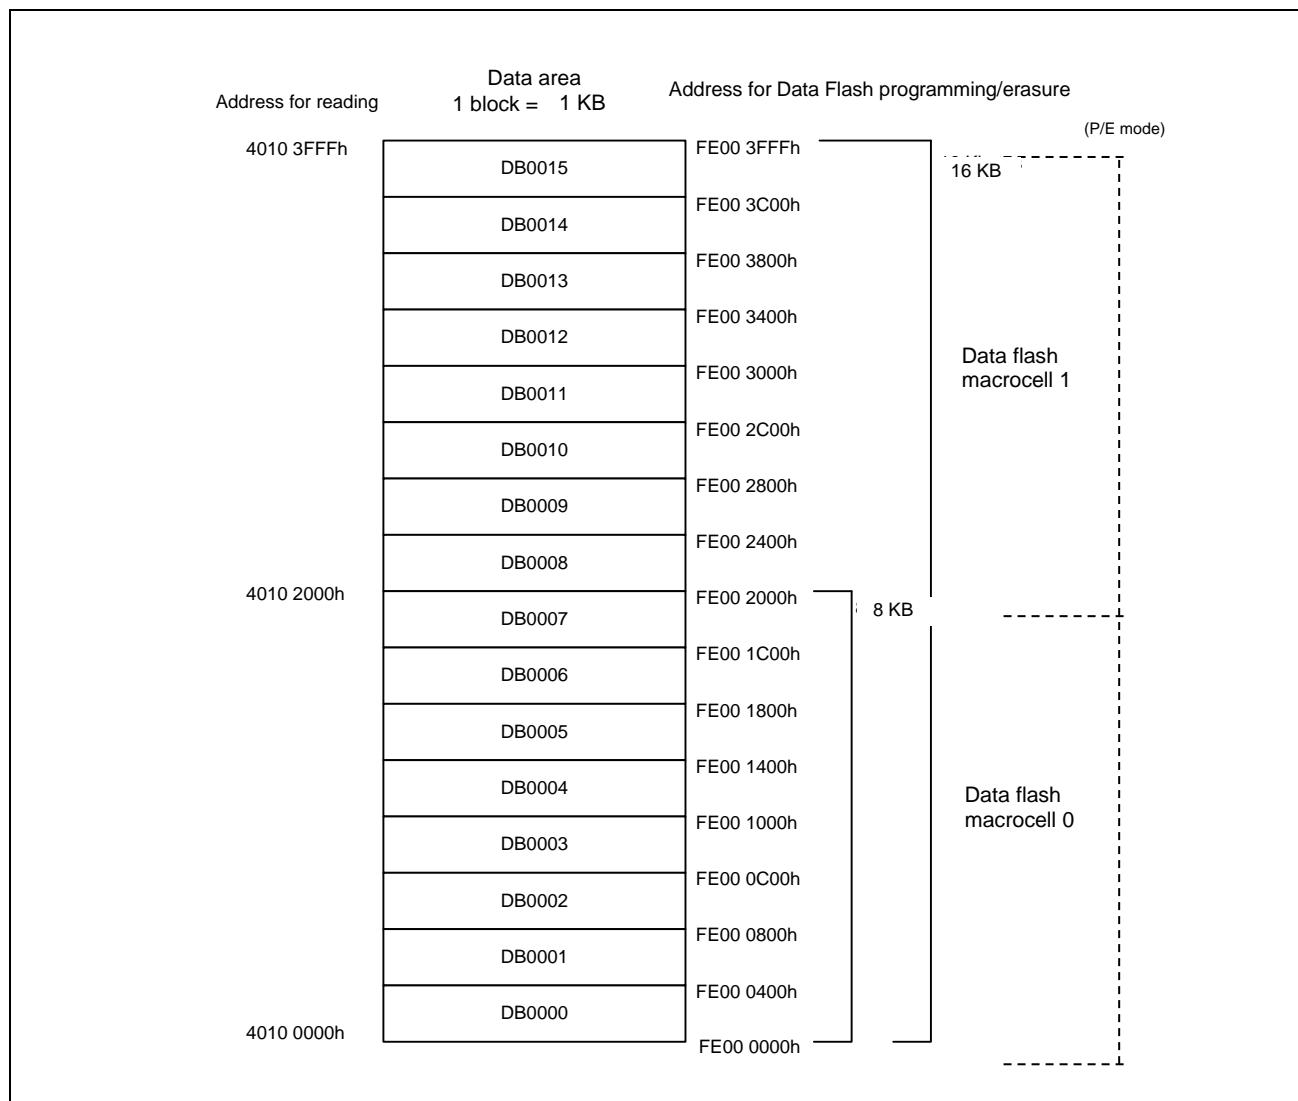 Data area
Address for reading
1 block = 1 KB
Address for Data Flash programming/erasure
(P/E mode)
4010 3FFFh
FE00 3FFFh
DB0015
16 KB
FE00 3C00h
DB0014
FE00 3800h
DB0013
FE00 3400h
DB0012
Data flash
macrocell 1
FE00 3000h
DB0011
FE00 2C00h
DB0010
FE00 2800h
DB0009
FE00 2400h
DB0008
4010 2000h
FE00 2000h
8 KB
DB0007
FE00 1C00h
DB0006
FE00 1800h
DB0005
FE00 1400h
DB0004
Data flash
macrocell 0
FE00 1000h
DB0003
FE00 0C00h
DB0002
FE00 0800h
DB0001
FE00 0400h
DB0000
4010 0000h
FE00 0000h